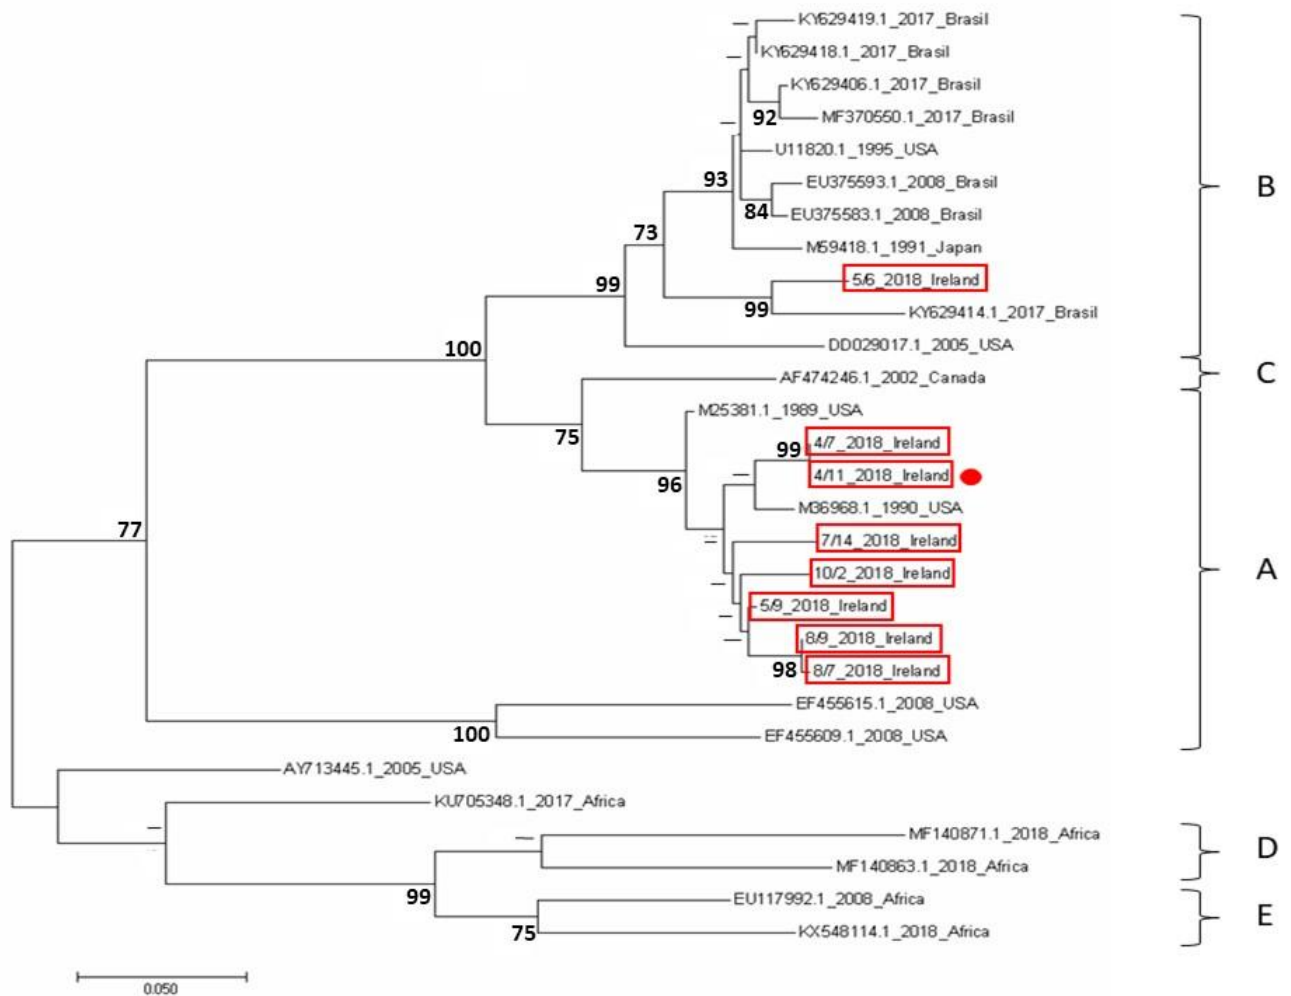 KY629419.1_2017_Brasil
KY629418.1_2017_Brasil
KY629406.1_2017_Brasil
92
MF370550.1_2017_Brasil
U11820.1_1995_USA
93
EU375593.1_2008_Brasil
B
84
EU375583.1_2008_Brasil
73
M59418.1_1991_Japan
99
5/6_2018_Ireland
99
KY629414.1_2017_Brasil
DD029017.1_2005_USA
100
AF474246.1_2002_Canada
C
M25381.1_1989_USA
75
4/7_2018_Ireland
99
4/11_2018_Ireland
96
M36968.1_1990_USA
77
7/14_2018_Ireland
10/2_2018_Ireland
A
5/9_2018_Ireland
8/9_2018_Ireland
98
8/7_2018_Ireland
EF455615.1_2008_USA
100
EF455609.1_2008_USA
AY713445.1_2005_USA
KU705348.1_2017_Africa
MF140871.1_2018_Africa
D
MF140863.1_2018_Africa
99
EU117992.1_2008_Africa
E
75
KX548114.1_2018_Africa
0.050